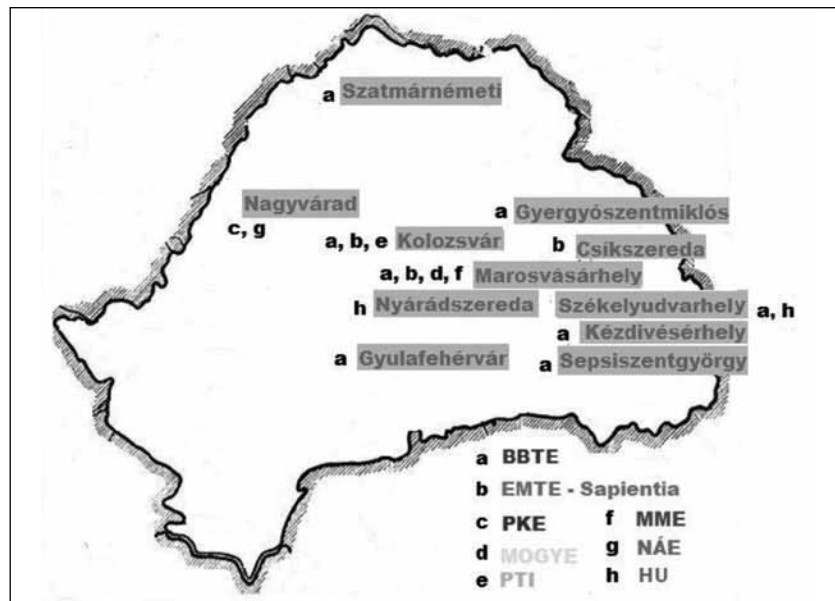 a Szatmárnémeti
Nagyvárad
c, g
a Gyergyószentmiklós
a, b, e Kolozsvár
b Csíkszereda
a, b, d, f Marosvásárhely
h Nyárádszereda
Székelyudvarhely a, h
a Kézdivésérhely
a Gyulafehérvár
a Sepsiszentgyörgy
a BBTE
b EMTE - Sapientia
c PKE
f MME
d MOGYE
g NÁE
e PTI
h HU